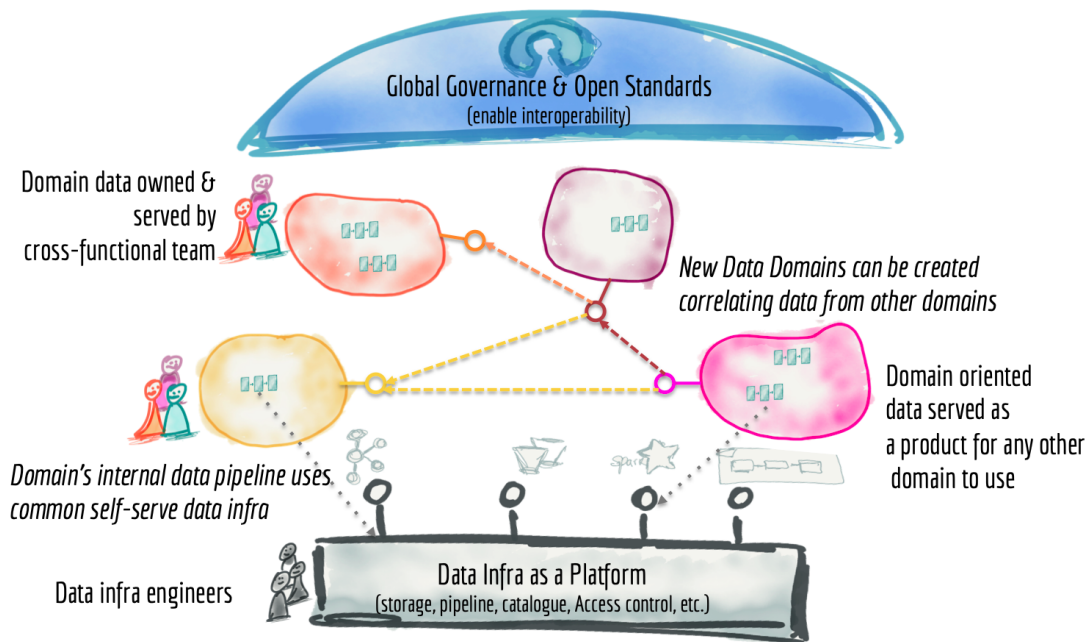 Global Governance & Open Standards
(enable interoperability)
Domain data owned &
served by
cross-functional team
New Data Domains can be created
correlating data from other domains
Domain oriented
data served as
a product for any other
domain to use
Domain's internal data pipeline uses
common self-serve data infra
spark
Data infra engineers
Data Infra as a Platform
(storage, pipeline, catalogue, Access control, etc.)